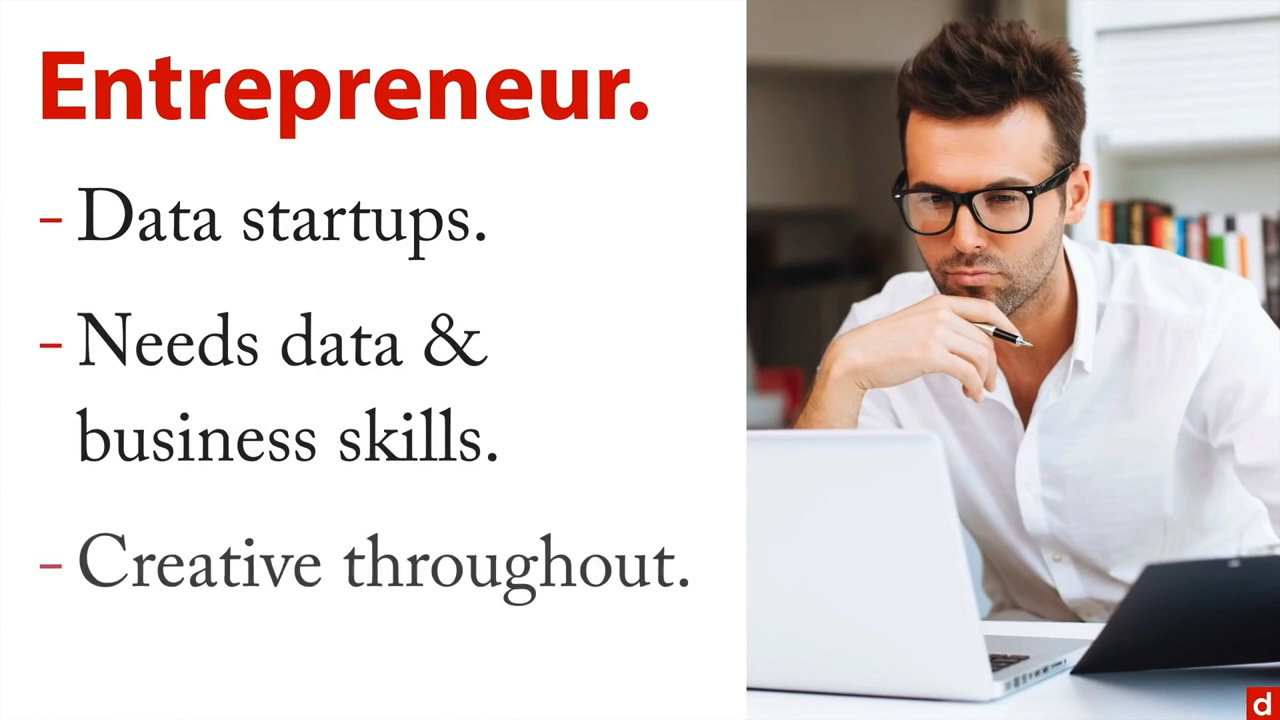 Entrepreneur.
- Data startups.
- Needs data &
business skills.
- Creative throughout.
d